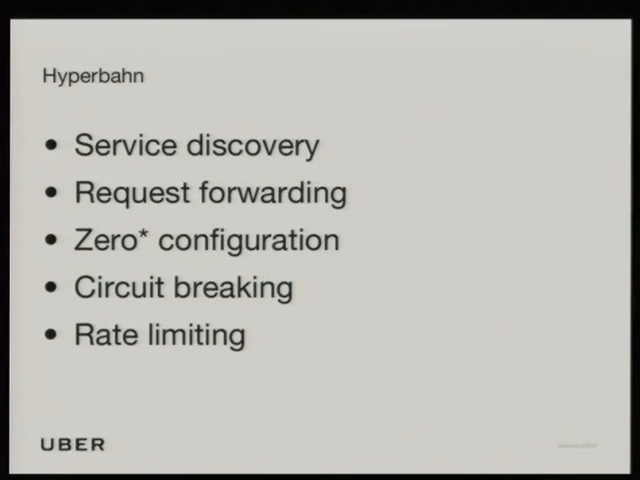 Hyperbahn
• Service discovery
• Request forwarding
• Zero* configuration
• Circuit breaking
• Rate limiting
UBER